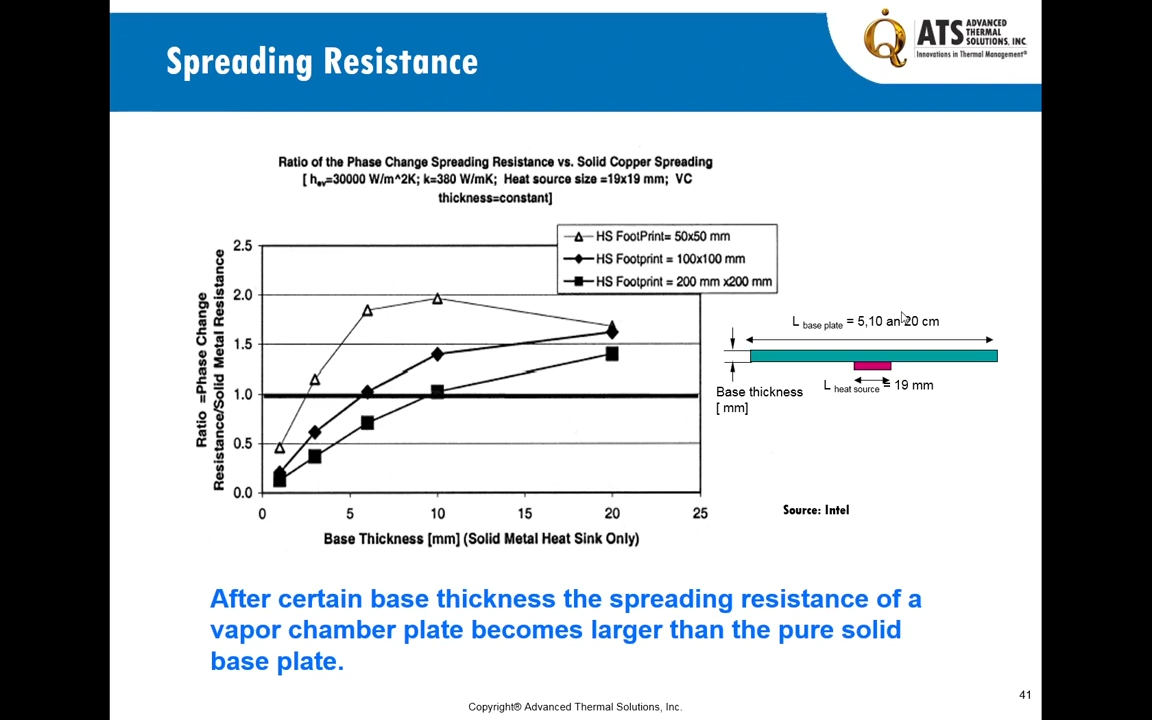 Spreading Resistance
ATS ADVANCED THERMAL SOLUTIONS, INC.
Innovations in Thermal Management®
Ratio of the Phase Change Spreading Resistance vs. Solid Copper Spreading
[ hev=30000 W/m^2K; k=380 W/mK; Heat source size =19x19 mm; VC
thickness=constant]
HS FootPrint= 50x50 mm
HS Footprint = 100x100 mm
HS Footprint = 200 mm x200 mm
Ratio =Phase Change
Resistance/Solid Metal Resistance
2.5
2.0
1.5
1.0
0.5
0.0
0 5 10 15 20 25
Base Thickness [mm] (Solid Metal Heat Sink Only)
L base plate = 5,10 an 20 cm
Base thickness
[ mm]
L heat source = 19 mm
Source: Intel
After certain base thickness the spreading resistance of a
vapor chamber plate becomes larger than the pure solid
base plate.
Copyright® Advanced Thermal Solutions, Inc.
41